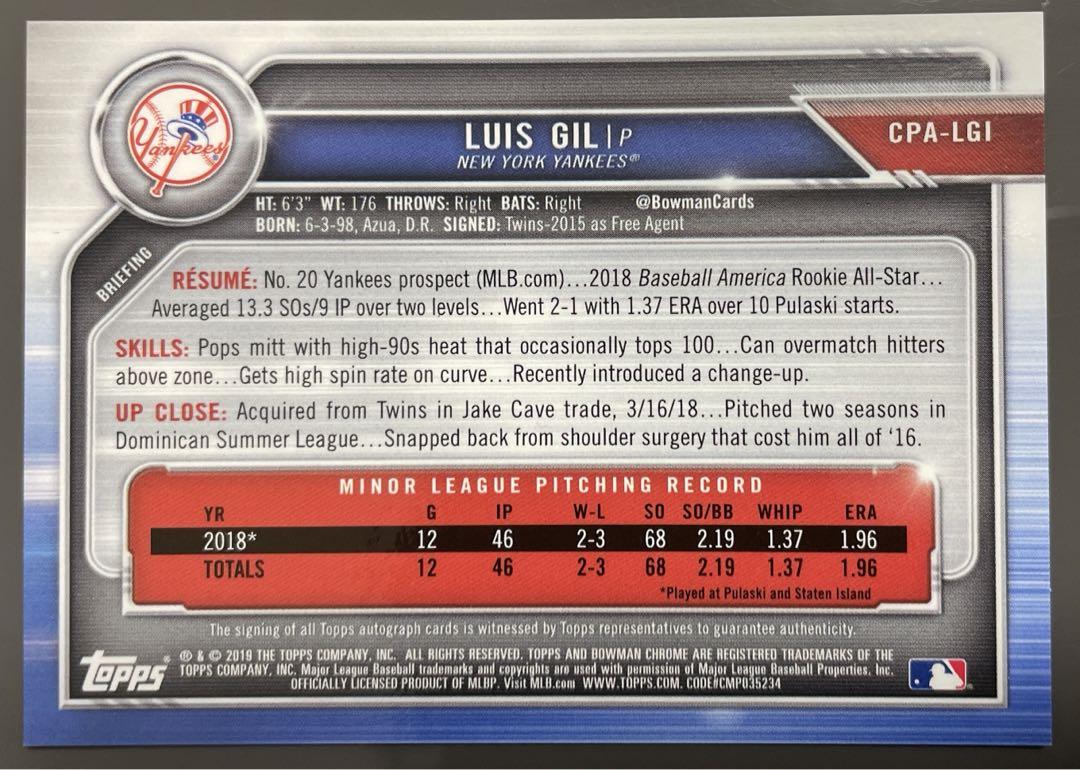 Yankees
LUIS GIL | P
NEW YORK YANKEES®
CPA-LGI
HT: 6'3" WT: 176 THROWS: Right BATS: Right @BowmanCards
BORN: 6-3-98, Azua, D.R. SIGNED: Twins-2015 as Free Agent
BRIEFING
RÉSUMÉ: No. 20 Yankees prospect (MLB.com)...2018 Baseball America Rookie All-Star...
Averaged 13.3 SOs/9 IP over two levels...Went 2-1 with 1.37 ERA over 10 Pulaski starts.
SKILLS: Pops mitt with high-90s heat that occasionally tops 100...Can overmatch hitters
above zone...Gets high spin rate on curve...Recently introduced a change-up.
UP CLOSE: Acquired from Twins in Jake Cave trade, 3/16/18...Pitched two seasons in
Dominican Summer League...Snapped back from shoulder surgery that cost him all of '16.
MINOR LEAGUE PITCHING RECORD
YR G IP W-L SO SO/BB WHIP ERA
2018* 12 46 2-3 68 2.19 1.37 1.96
TOTALS 12 46 2-3 68 2.19 1.37 1.96
*Played at Pulaski and Staten Island
The signing of all Topps autograph cards is witnessed by Topps representatives to guarantee authenticity.
topps®
® & © 2019 THE TOPPS COMPANY, INC. ALL RIGHTS RESERVED. TOPPS AND BOWMAN CHROME ARE REGISTERED TRADEMARKS OF THE
TOPPS COMPANY, INC. Major League Baseball trademarks and copyrights are used with permission of Major League Baseball Properties, Inc.
OFFICIALLY LICENSED PRODUCT OF MLBP. Visit MLB.com WWW.TOPPS.COM. CODE#CMP035234